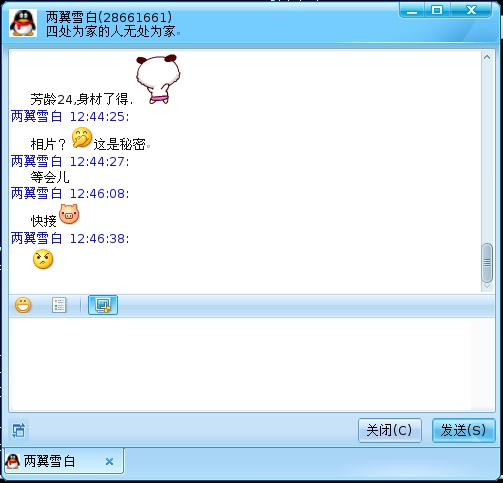 两翼雪白(28661661)
四处为家的人无处为家。
芳龄24,身材了得.
两翼雪白 12:44:25:
相片？这是秘密。
两翼雪白 12:44:27:
等会儿
两翼雪白 12:46:08:
快接
两翼雪白 12:46:38:
关闭(C) 发送(S)
两翼雪白